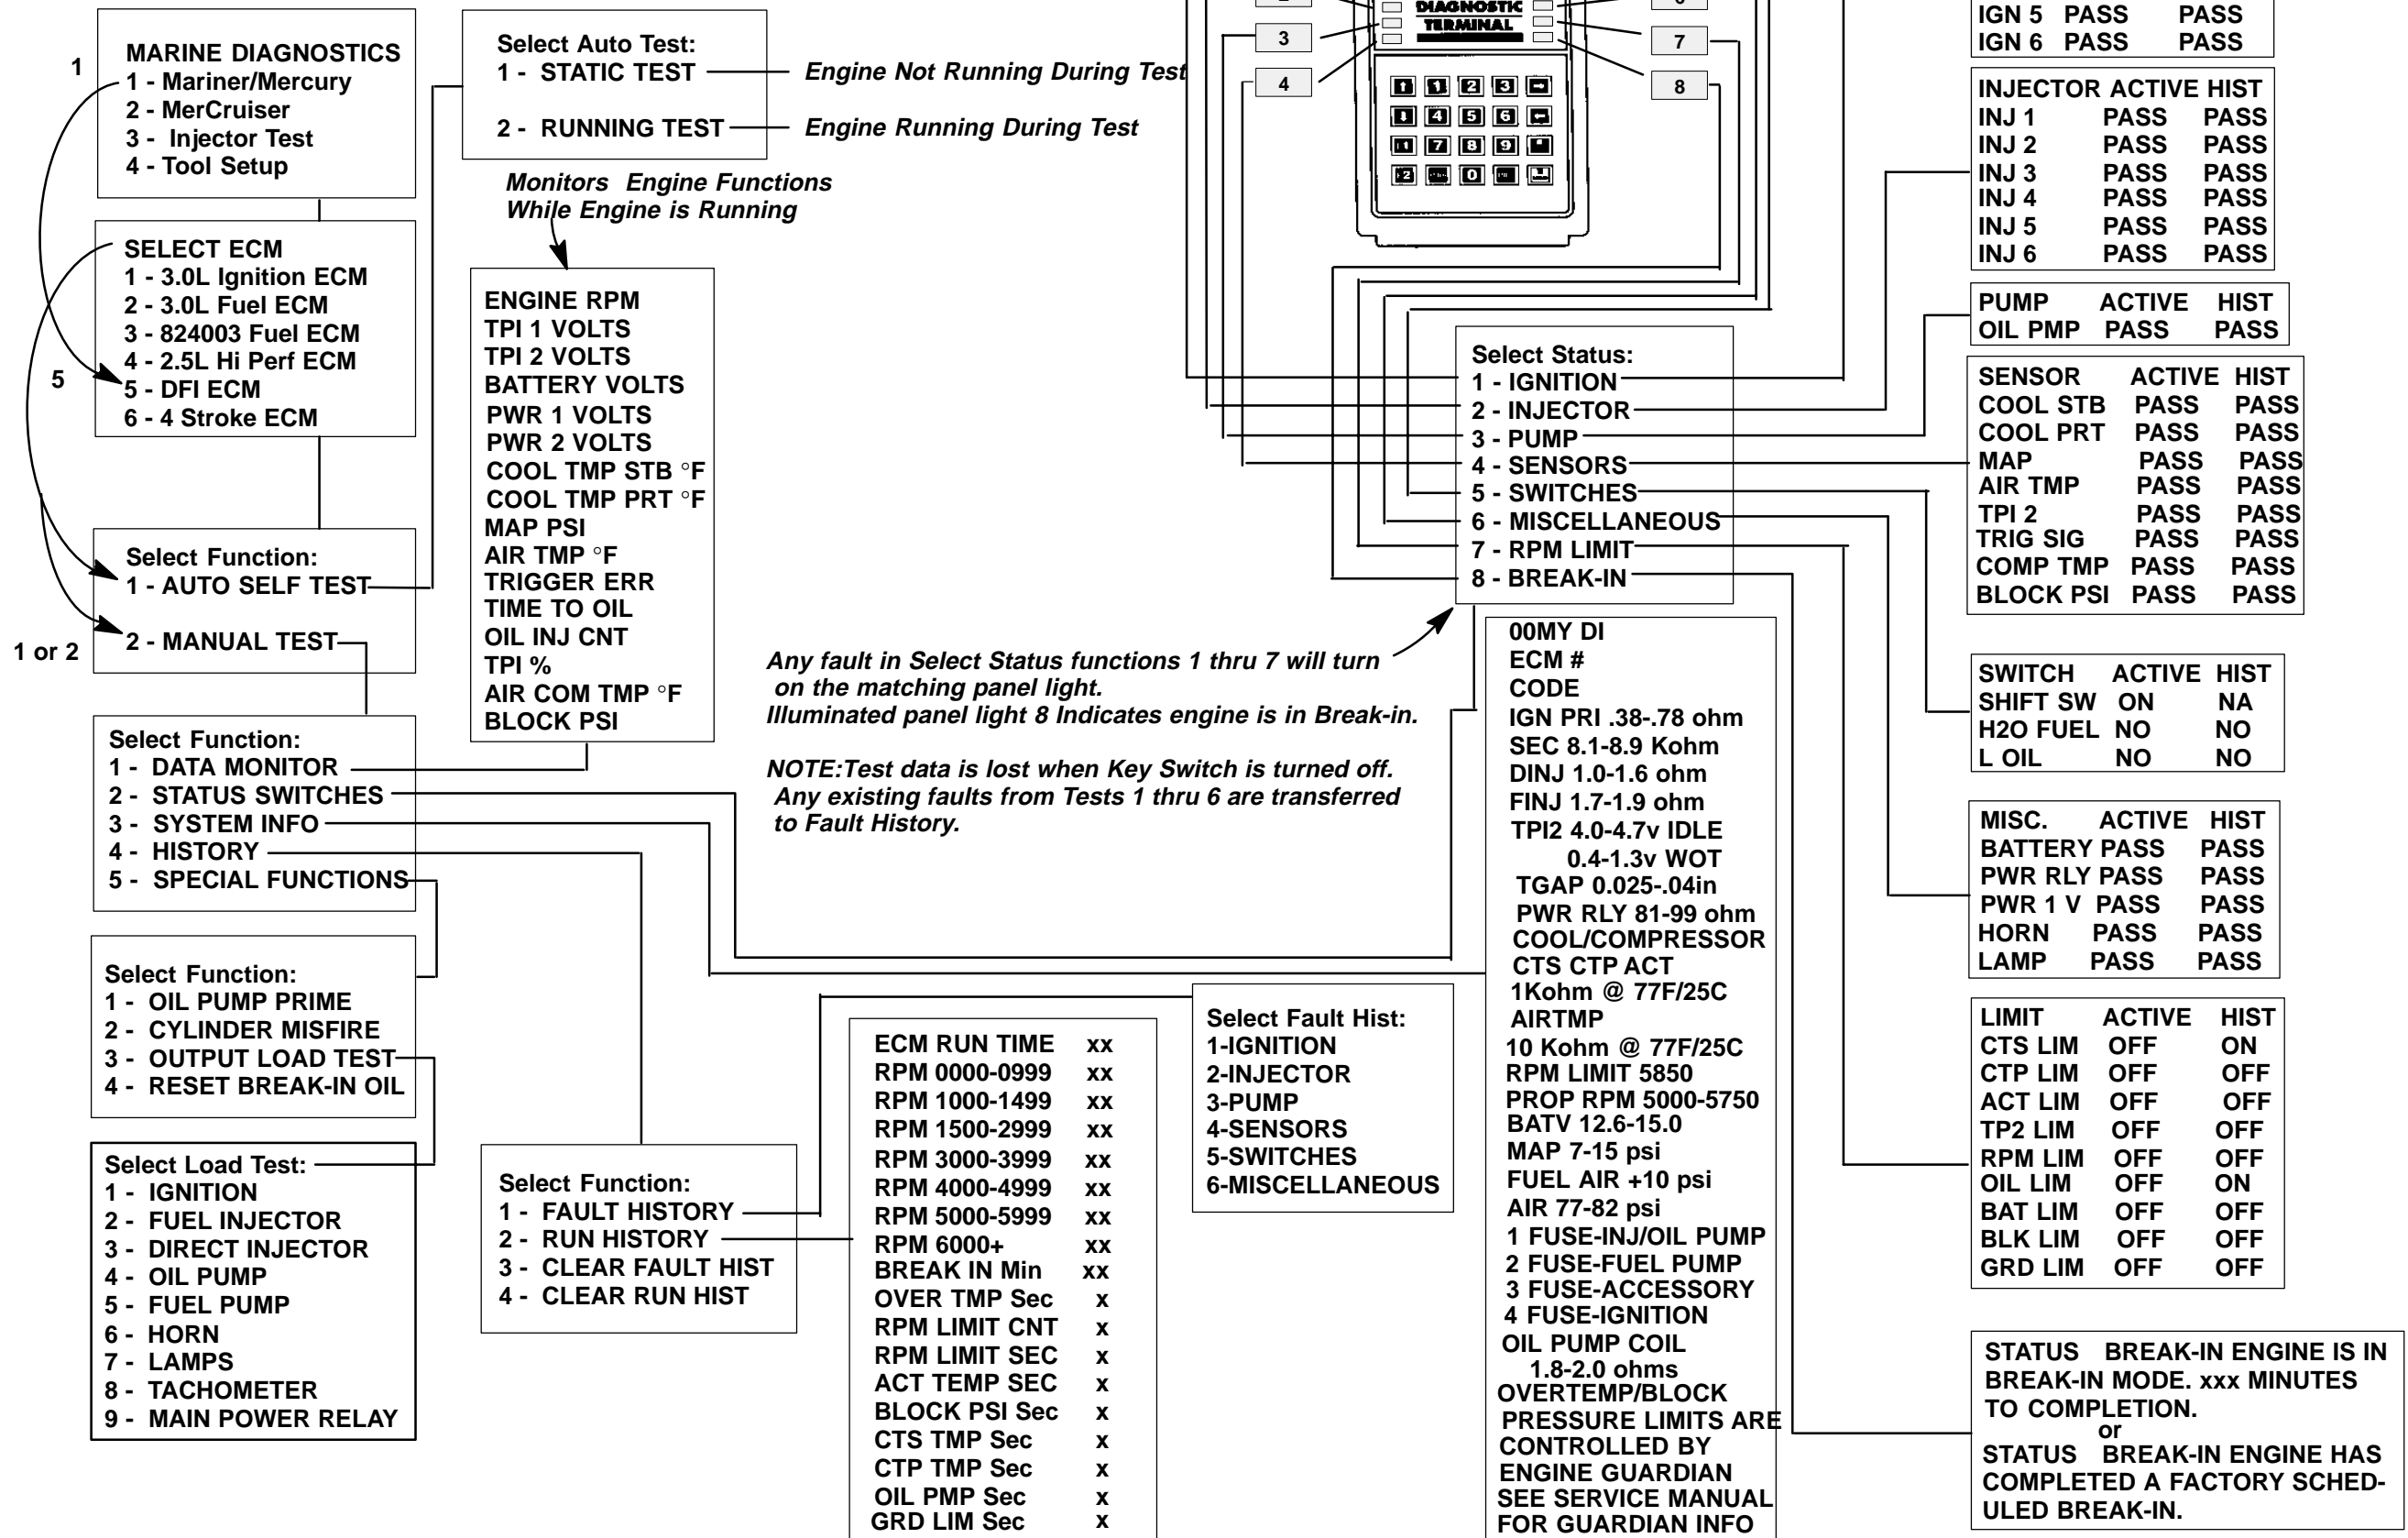 1
MARINE DIAGNOSTICS
1 - Mariner/Mercury
2 - MerCruiser
3 - Injector Test
4 - Tool Setup
5
SELECT ECM
1 - 3.0L Ignition ECM
2 - 3.0L Fuel ECM
3 - 824003 Fuel ECM
4 - 2.5L Hi Perf ECM
5 - DFI ECM
6 - 4 Stroke ECM
1 or 2
Select Function:
1 - AUTO SELF TEST
2 - MANUAL TEST
Select Function:
1 - DATA MONITOR
2 - STATUS SWITCHES
3 - SYSTEM INFO
4 - HISTORY
5 - SPECIAL FUNCTIONS
Select Function:
1 - OIL PUMP PRIME
2 - CYLINDER MISFIRE
3 - OUTPUT LOAD TEST
4 - RESET BREAK-IN OIL
Select Load Test:
1 - IGNITION
2 - FUEL INJECTOR
3 - DIRECT INJECTOR
4 - OIL PUMP
5 - FUEL PUMP
6 - HORN
7 - LAMPS
8 - TACHOMETER
9 - MAIN POWER RELAY
Select Auto Test:
1 - STATIC TEST
Engine Not Running During Test
2 - RUNNING TEST
Engine Running During Test
Monitors Engine Functions
While Engine is Running
ENGINE RPM
TPI 1 VOLTS
TPI 2 VOLTS
BATTERY VOLTS
PWR 1 VOLTS
PWR 2 VOLTS
COOL TMP STB °F
COOL TMP PRT °F
MAP PSI
AIR TMP °F
TRIGGER ERR
TIME TO OIL
OIL INJ CNT
TPI %
AIR COM TMP °F
BLOCK PSI
Select Function:
1 - FAULT HISTORY
2 - RUN HISTORY
3 - CLEAR FAULT HIST
4 - CLEAR RUN HIST
ECM RUN TIME xx
RPM 0000-0999 xx
RPM 1000-1499 xx
RPM 1500-2999 xx
RPM 3000-3999 xx
RPM 4000-4999 xx
RPM 5000-5999 xx
RPM 6000+ xx
BREAK IN Min xx
OVER TMP Sec x
RPM LIMIT CNT x
RPM LIMIT SEC x
ACT TEMP SEC x
BLOCK PSI Sec x
CTS TMP Sec x
CTP TMP Sec x
OIL PMP Sec x
GRD LIM Sec x
Select Fault Hist:
1-IGNITION
2-INJECTOR
3-PUMP
4-SENSORS
5-SWITCHES
6-MISCELLANEOUS
DIAGNOSTIC
TERMINAL
3
4
7
8
1 2 3
4 5 6
7 8 9
0
Select Status:
1 - IGNITION
2 - INJECTOR
3 - PUMP
4 - SENSORS
5 - SWITCHES
6 - MISCELLANEOUS
7 - RPM LIMIT
8 - BREAK-IN
Any fault in Select Status functions 1 thru 7 will turn
on the matching panel light.
Illuminated panel light 8 Indicates engine is in Break-in.
NOTE:Test data is lost when Key Switch is turned off.
Any existing faults from Tests 1 thru 6 are transferred
to Fault History.
00MY DI
ECM #
CODE
IGN PRI .38-.78 ohm
SEC 8.1-8.9 Kohm
DINJ 1.0-1.6 ohm
FINJ 1.7-1.9 ohm
TPI2 4.0-4.7v IDLE
0.4-1.3v WOT
TGAP 0.025-.04in
PWR RLY 81-99 ohm
COOL/COMPRESSOR
CTS CTP ACT
1Kohm @ 77F/25C
AIRTMP
10 Kohm @ 77F/25C
RPM LIMIT 5850
PROP RPM 5000-5750
BATV 12.6-15.0
MAP 7-15 psi
FUEL AIR +10 psi
AIR 77-82 psi
1 FUSE-INJ/OIL PUMP
2 FUSE-FUEL PUMP
3 FUSE-ACCESSORY
4 FUSE-IGNITION
OIL PUMP COIL
1.8-2.0 ohms
OVERTEMP/BLOCK
PRESSURE LIMITS ARE
CONTROLLED BY
ENGINE GUARDIAN
SEE SERVICE MANUAL
FOR GUARDIAN INFO
IGN 5 PASS PASS
IGN 6 PASS PASS
INJECTOR ACTIVE HIST
INJ 1 PASS PASS
INJ 2 PASS PASS
INJ 3 PASS PASS
INJ 4 PASS PASS
INJ 5 PASS PASS
INJ 6 PASS PASS
PUMP ACTIVE HIST
OIL PMP PASS PASS
SENSOR ACTIVE HIST
COOL STB PASS PASS
COOL PRT PASS PASS
MAP PASS PASS
AIR TMP PASS PASS
TPI 2 PASS PASS
TRIG SIG PASS PASS
COMP TMP PASS PASS
BLOCK PSI PASS PASS
SWITCH ACTIVE HIST
SHIFT SW ON NA
H2O FUEL NO NO
L OIL NO NO
MISC. ACTIVE HIST
BATTERY PASS PASS
PWR RLY PASS PASS
PWR 1 V PASS PASS
HORN PASS PASS
LAMP PASS PASS
LIMIT ACTIVE HIST
CTS LIM OFF ON
CTP LIM OFF OFF
ACT LIM OFF OFF
TP2 LIM OFF OFF
RPM LIM OFF OFF
OIL LIM OFF ON
BAT LIM OFF OFF
BLK LIM OFF OFF
GRD LIM OFF OFF
STATUS BREAK-IN ENGINE IS IN
BREAK-IN MODE. xxx MINUTES
TO COMPLETION.
or
STATUS BREAK-IN ENGINE HAS
COMPLETED A FACTORY SCHED-
ULED BREAK-IN.